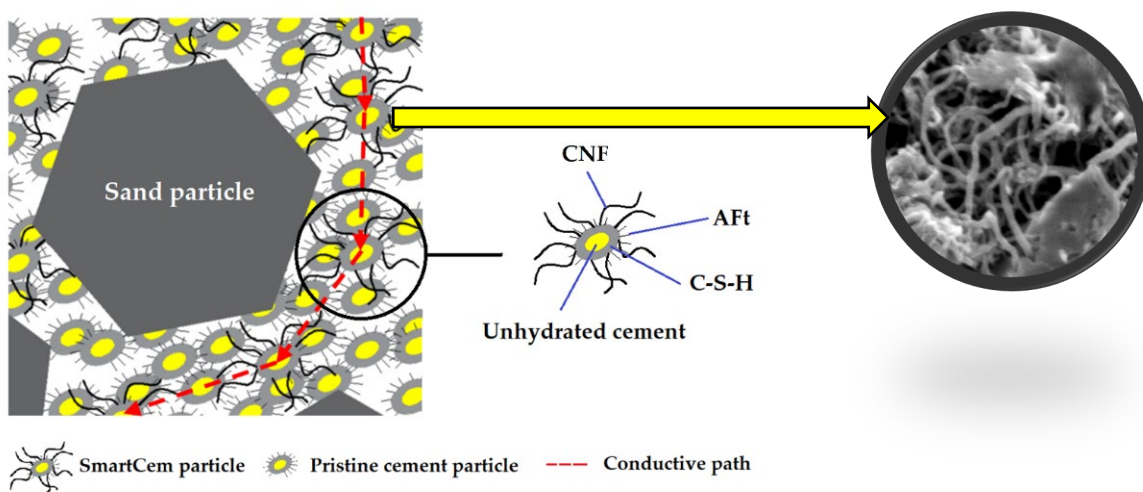 Sand particle
CNF
AFt
C-S-H
Unhydrated cement
SmartCem particle
Pristine cement particle
Conductive path